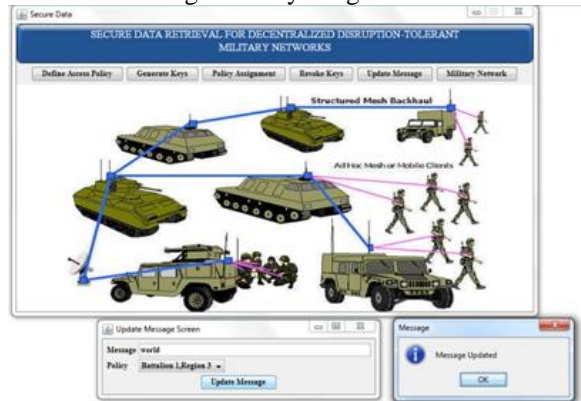 Secure Data
SECURE DATA RETRIEVAL FOR DECENTRALIZED DISRUPTION-TOLERANT
MILITARY NETWORKS
Define Access Policy Generate Keys Policy Assignment Revoke Keys Update Message Military Network
Structured Mesh Backhaul
Ad Hoc Mesh or Mobile Clients
Update Message Screen
Message world
Policy Battalion 1,Region 3
Update Message
Message
Message Updated
OK